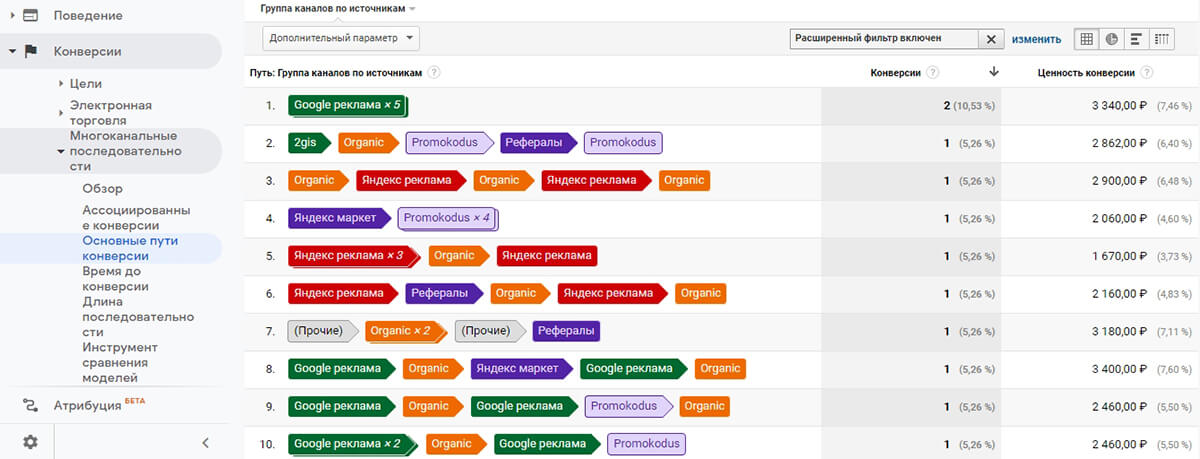 Поведение
Конверсии
Цели
Электронная
торговля
Многоканальные
последовательно
сти
Обзор
Ассоциированны
е конверсии
Основные пути
конверсии
Время до
конверсии
Длина
последовательно
сти
Инструмент
сравнения
моделей
Атрибуция БЕТА
Группа каналов по источникам
Дополнительный параметр
Расширенный фильтр включен изменить
Путь: Группа каналов по источникам ? Конверсии ? Ценность конверсии ?
1. Google реклама × 5 2 (10,53 %) 3 340,00 ₽ (7,46 %)
2. 2gis Organic Promokodus Рефералы Promokodus 1 (5,26 %) 2 862,00 ₽ (6,40 %)
3. Organic Яндекс реклама Organic Яндекс реклама Organic 1 (5,26 %) 2 900,00 ₽ (6,48 %)
4. Яндекс маркет Promokodus × 4 1 (5,26 %) 2 060,00 ₽ (4,60 %)
5. Яндекс реклама × 3 Organic Яндекс реклама 1 (5,26 %) 1 670,00 ₽ (3,73 %)
6. Яндекс реклама Рефералы Organic Яндекс реклама Organic 1 (5,26 %) 2 160,00 ₽ (4,83 %)
7. (Прочие) Organic × 2 (Прочие) Рефералы 1 (5,26 %) 3 180,00 ₽ (7,11 %)
8. Google реклама Organic Яндекс маркет Google реклама Organic 1 (5,26 %) 3 400,00 ₽ (7,60 %)
9. Google реклама Organic Google реклама Promokodus Organic 1 (5,26 %) 2 460,00 ₽ (5,50 %)
10. Google реклама × 2 Organic Google реклама Promokodus 1 (5,26 %) 2 460,00 ₽ (5,50 %)